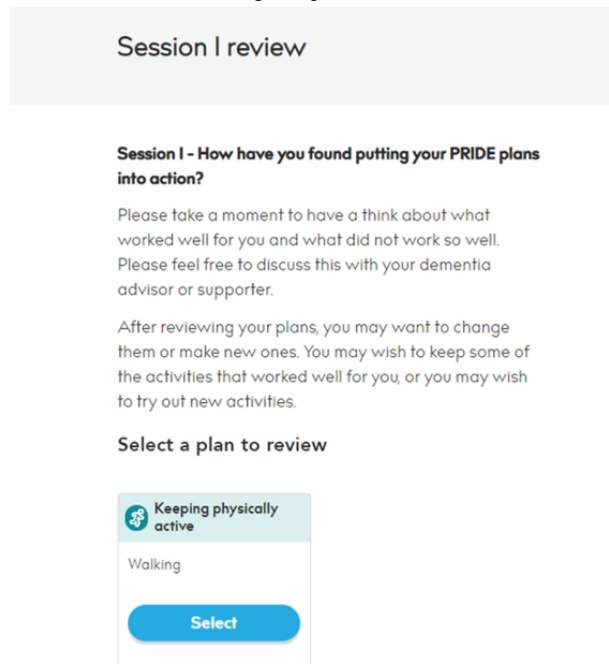 Session 1 review
Session 1 - How have you found putting your PRIDE plans
into action?
Please take a moment to have a think about what
worked well for you and what did not work so well.
Please feel free to discuss this with your dementia
advisor or supporter.
After reviewing your plans, you may want to change
them or make new ones. You may wish to keep some of
the activities that worked well for you, or you may wish
to try out new activities.
Select a plan to review
Keeping physically
active
Walking
Select